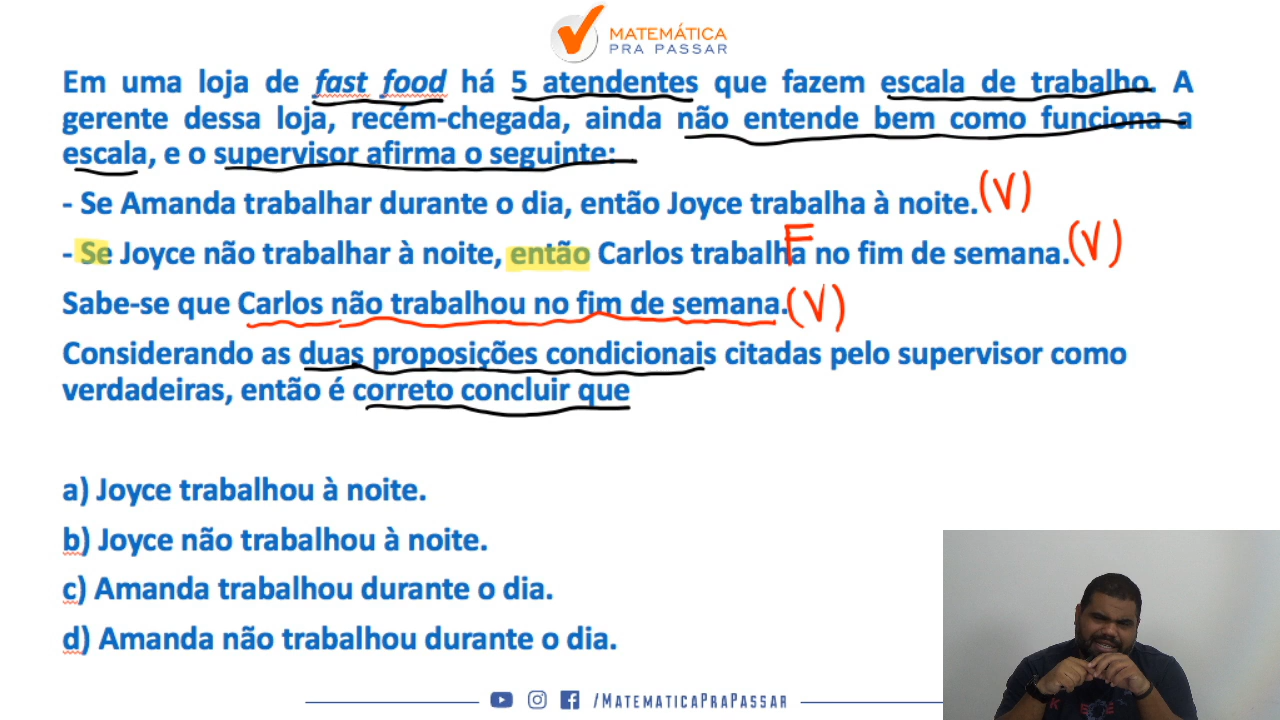 MATEMÁTICA
PRA PASSAR
Em uma loja de fast food há 5 atendentes que fazem escala de trabalho. A
gerente dessa loja, recém-chegada, ainda não entende bem como funciona a
escala, e o supervisor afirma o seguinte:
- Se Amanda trabalhar durante o dia, então Joyce trabalha à noite. (V)
F
- Se Joyce não trabalhar à noite, então Carlos trabalha no fim de semana. (V)
Sabe-se que Carlos não trabalhou no fim de semana. (V)
Considerando as duas proposições condicionais citadas pelo supervisor como
verdadeiras, então é correto concluir que
a) Joyce trabalhou à noite.
b) Joyce não trabalhou à noite.
c) Amanda trabalhou durante o dia.
d) Amanda não trabalhou durante o dia.
/MATEMATICAPRAPASSAR